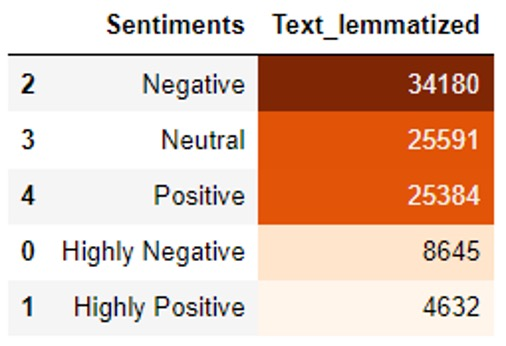 Sentiments Text_lemmatized
2 Negative 34180
3 Neutral 25591
4 Positive 25384
0 Highly Negative 8645
1 Highly Positive 4632